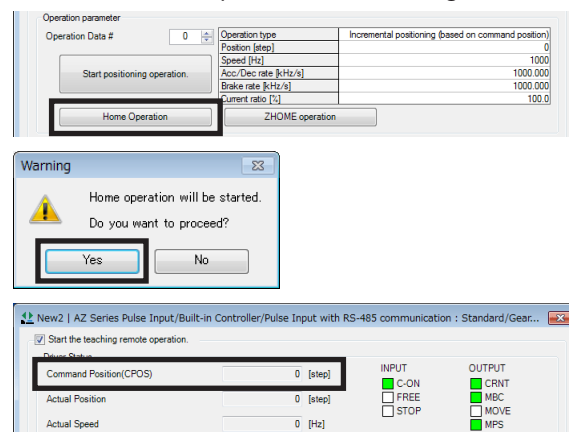 Operation parameter
Operation Data # 0
Operation type Incremental positioning (based on command position)
Position [step] 0
Speed [Hz] 1000
Start positioning operation.
Acc/Dec rate [kHz/s] 1000.000
Brake rate [kHz/s] 1000.000
Current ratio [%] 100.0
Home Operation ZHOME operation
Warning
Home operation will be started.
Do you want to proceed?
Yes No
New2 | AZ Series Pulse Input/Built-in Controller/Pulse Input with RS-485 communication : Standard/Gear...
Start the teaching remote operation.
Driver Status
Command Position(CPOS) 0 [step]
INPUT OUTPUT
C-ON CRNT
Actual Position 0 [step]
FREE MBC
STOP MOVE
Actual Speed 0 [Hz]
MPS